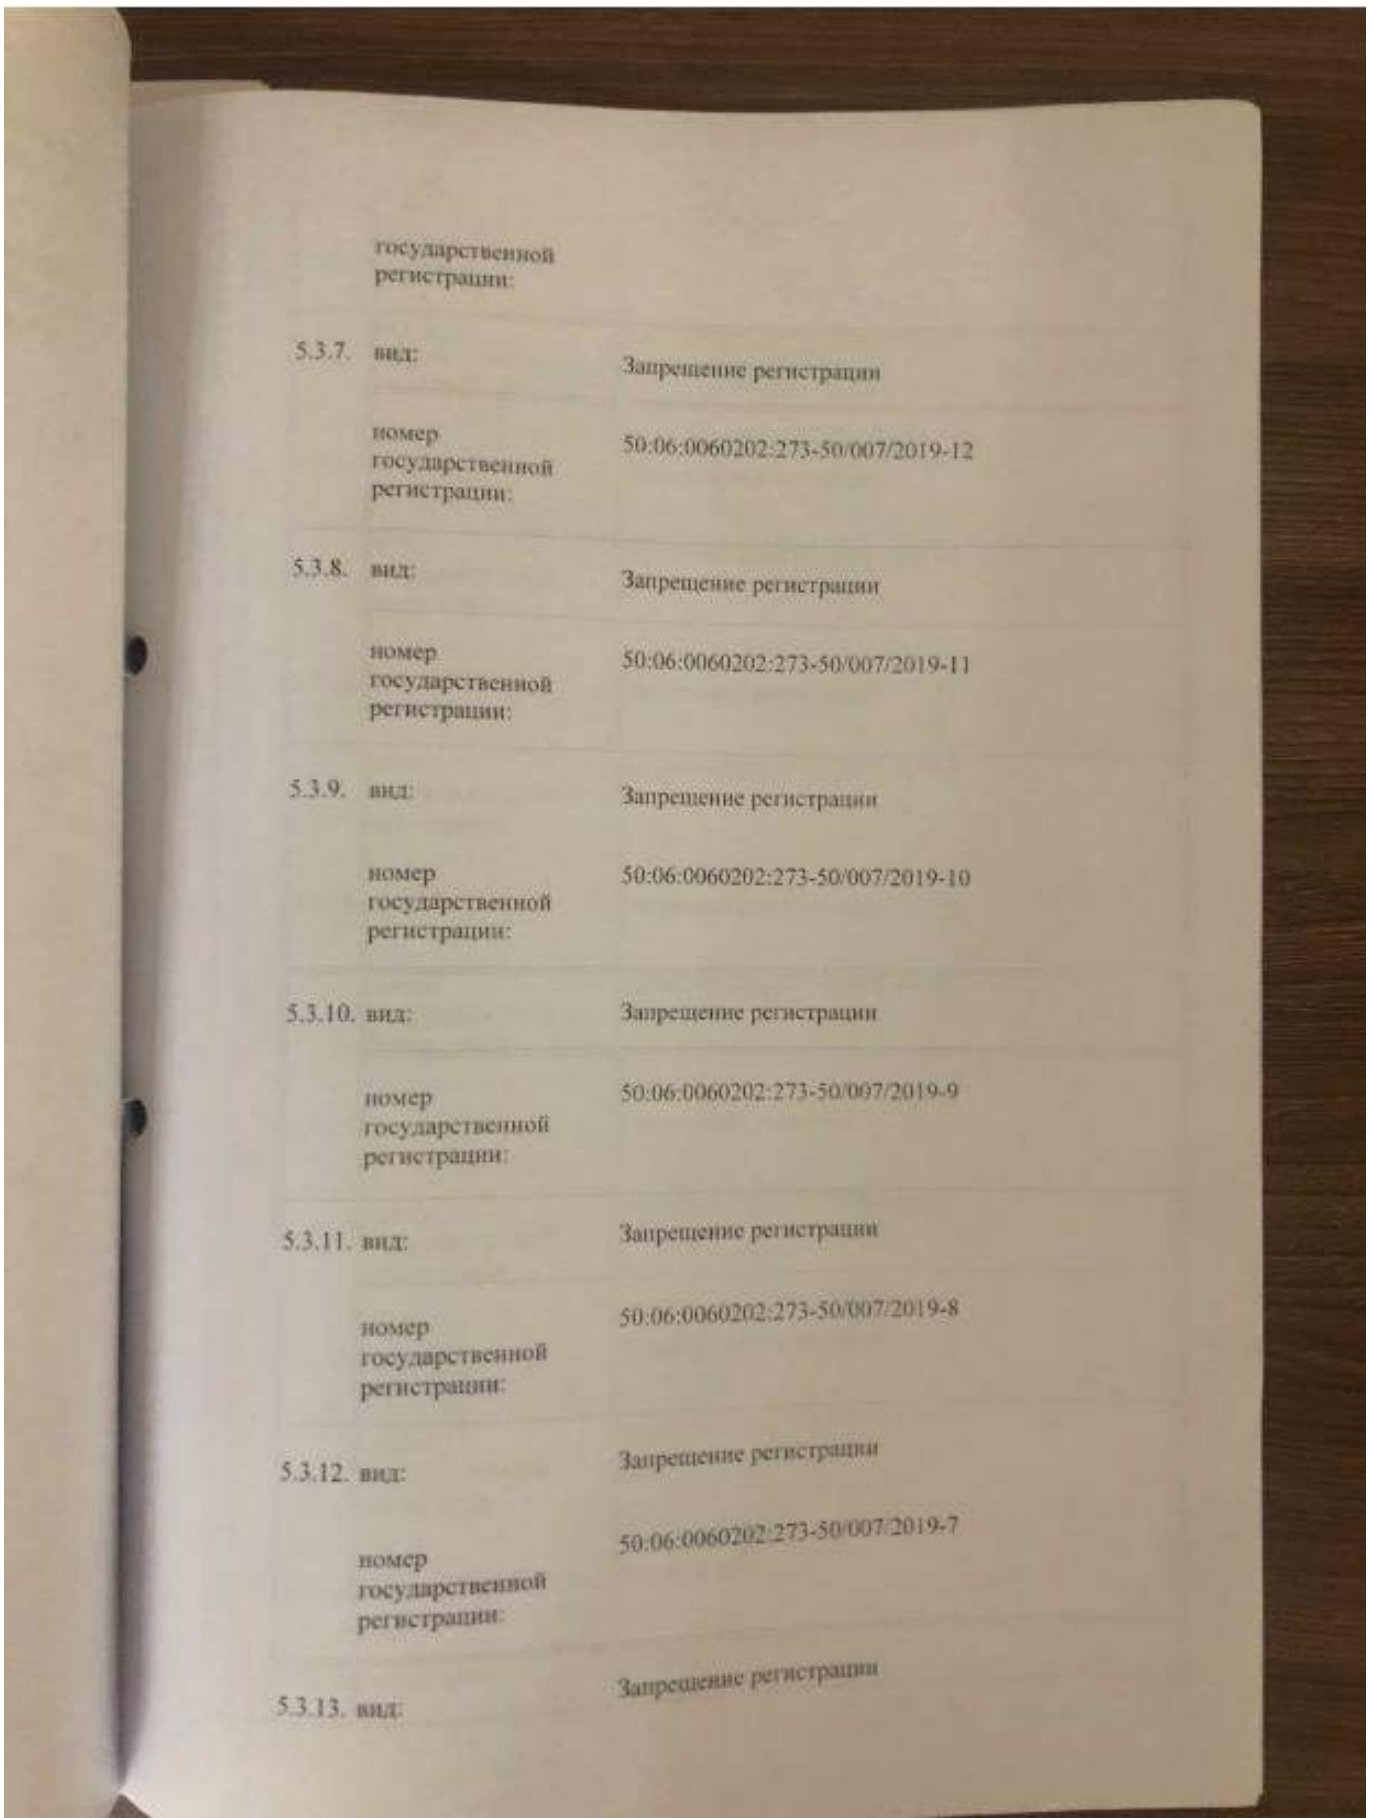 государственной
регистрации:
5.3.7. вид: Запрещение регистрации
номер
государственной
регистрации:
50:06:0060202:273-50/007/2019-12
5.3.8. вид: Запрещение регистрации
номер
государственной
регистрации:
50:06:0060202:273-50/007/2019-11
5.3.9. вид: Запрещение регистрации
номер
государственной
регистрации:
50:06:0060202:273-50/007/2019-10
5.3.10. вид: Запрещение регистрации
номер
государственной
регистрации:
50:06:0060202:273-50/007/2019-9
5.3.11. вид: Запрещение регистрации
номер
государственной
регистрации:
50:06:0060202:273-50/007/2019-8
5.3.12. вид: Запрещение регистрации
номер
государственной
регистрации:
50:06:0060202:273-50/007/2019-7
5.3.13. вид: Запрещение регистрации